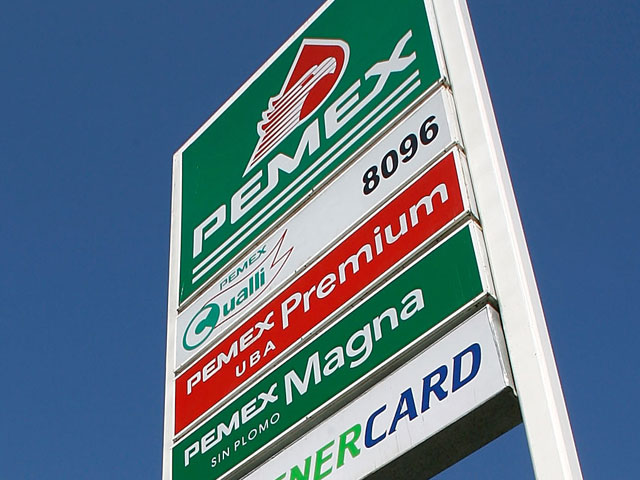 PEMEX
8096
PEMEX
Qualli
PEMEX Premium
UBA
PEMEX Magna
SIN PLOMO
ENERCARD